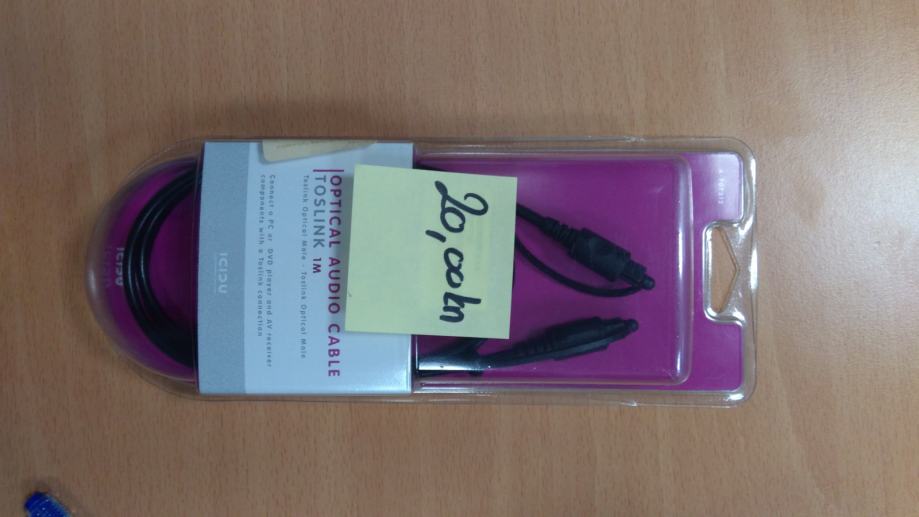 20,00kn
OPTICAL AUDIO CABLE
TOSLINK 1M
Toslink Optical Male - Toslink Optical Male
Connect a PC or DVD player and AV receiver
components with a Toslink connection
ICIDU
ICIDU